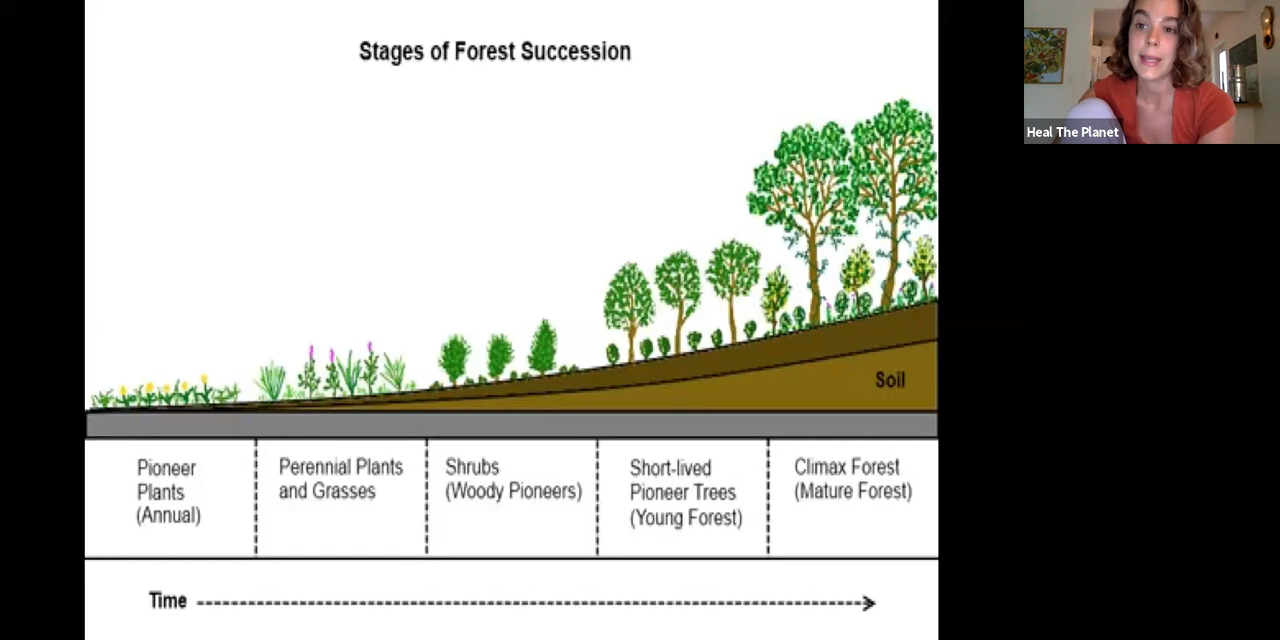 Stages of Forest Succession
Heal The Planet
Soil
Pioneer
Plants
(Annual)
Perennial Plants
and Grasses
Shrubs
(Woody Pioneers)
Short-lived
Pioneer Trees
(Young Forest)
Climax Forest
(Mature Forest)
Time